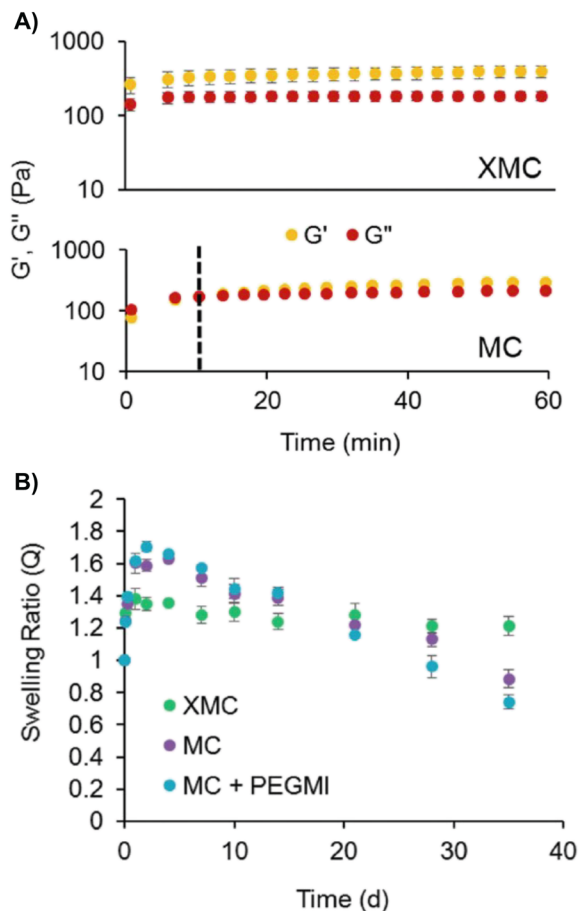 A)
1000
100
10
XMC
G', G" (Pa)
G' G"
1000
100
10
MC
0 20 40 60
Time (min)
B)
2
1.8
1.6
1.4
1.2
1
0.8
0.6
0.4
0.2
0
Swelling Ratio (Q)
XMC
MC
MC + PEGMI
0 10 20 30 40
Time (d)